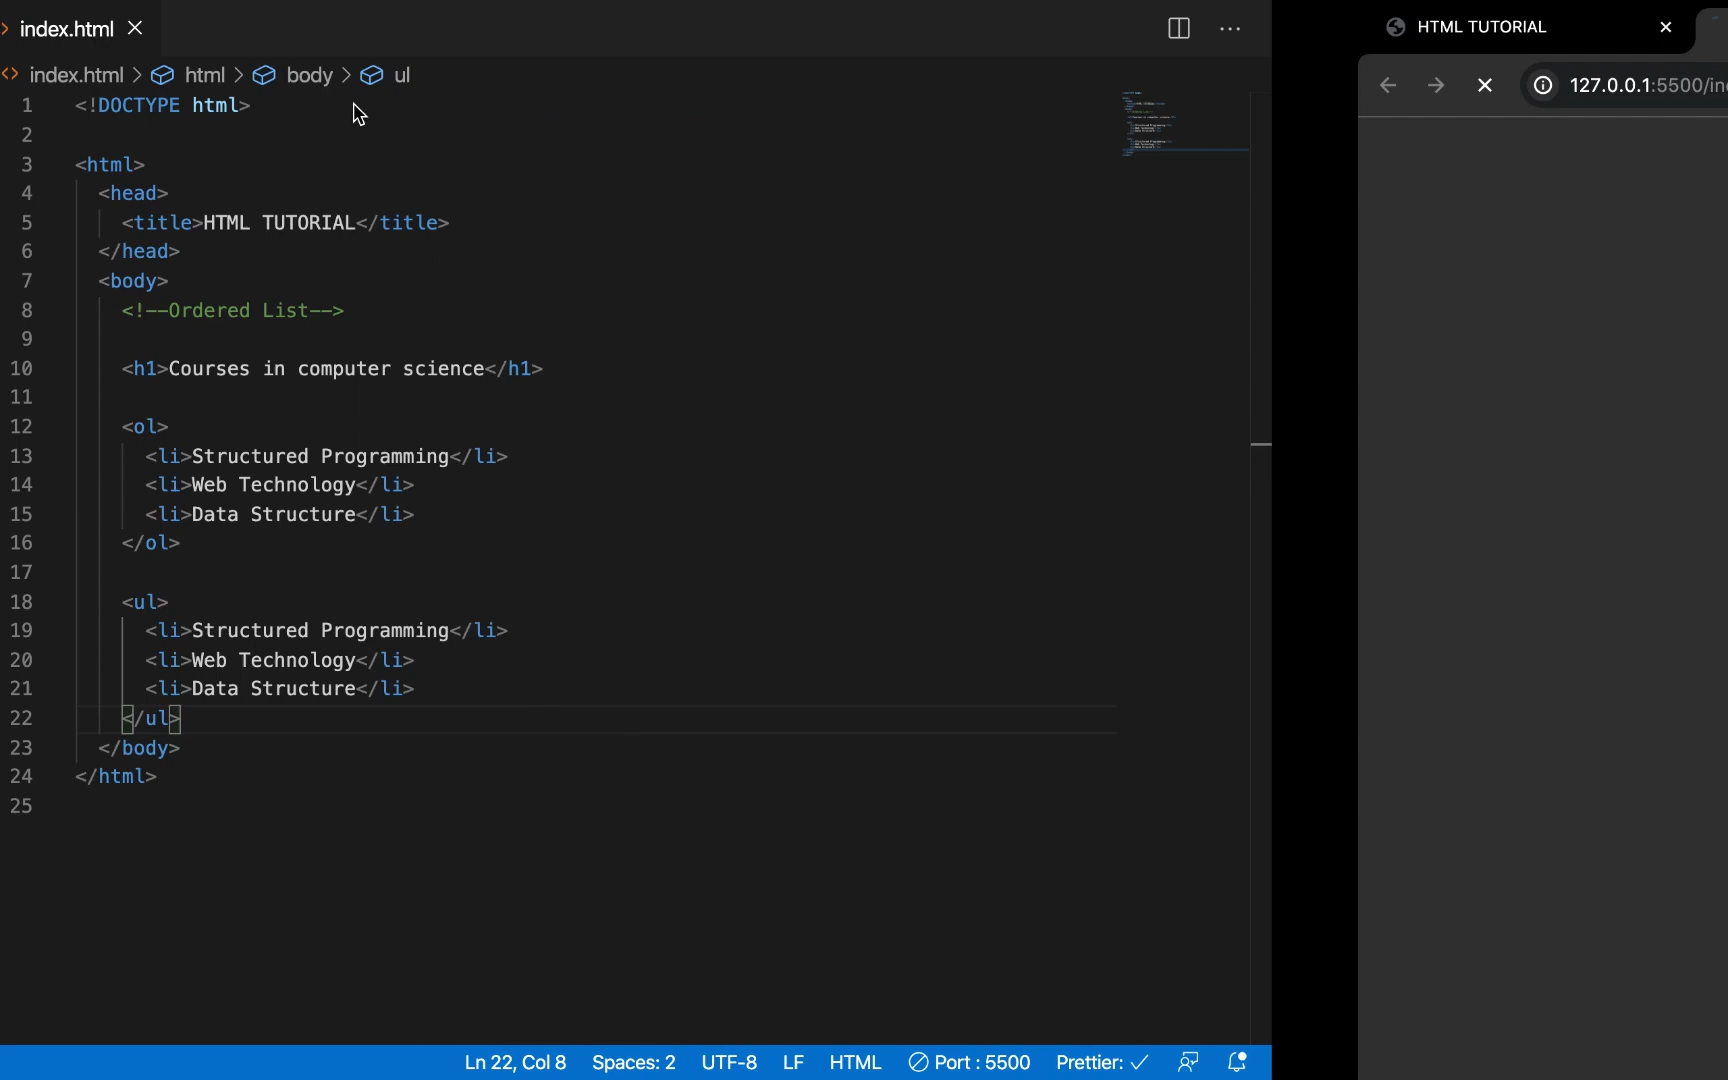 index.html
index.html > html > body > ul
1 <!DOCTYPE html>
2
3 <html>
4 <head>
5 <title>HTML TUTORIAL</title>
6 </head>
7 <body>
8 <!--Ordered List-->
9
10 <h1>Courses in computer science</h1>
11
12 <ol>
13 <li>Structured Programming</li>
14 <li>Web Technology</li>
15 <li>Data Structure</li>
16 </ol>
17
18 <ul>
19 <li>Structured Programming</li>
20 <li>Web Technology</li>
21 <li>Data Structure</li>
22 </ul>
23 </body>
24 </html>
25
Ln 22, Col 8 Spaces: 2 UTF-8 LF HTML Port : 5500 Prettier: ✓
HTML TUTORIAL
127.0.0.1:5500/in